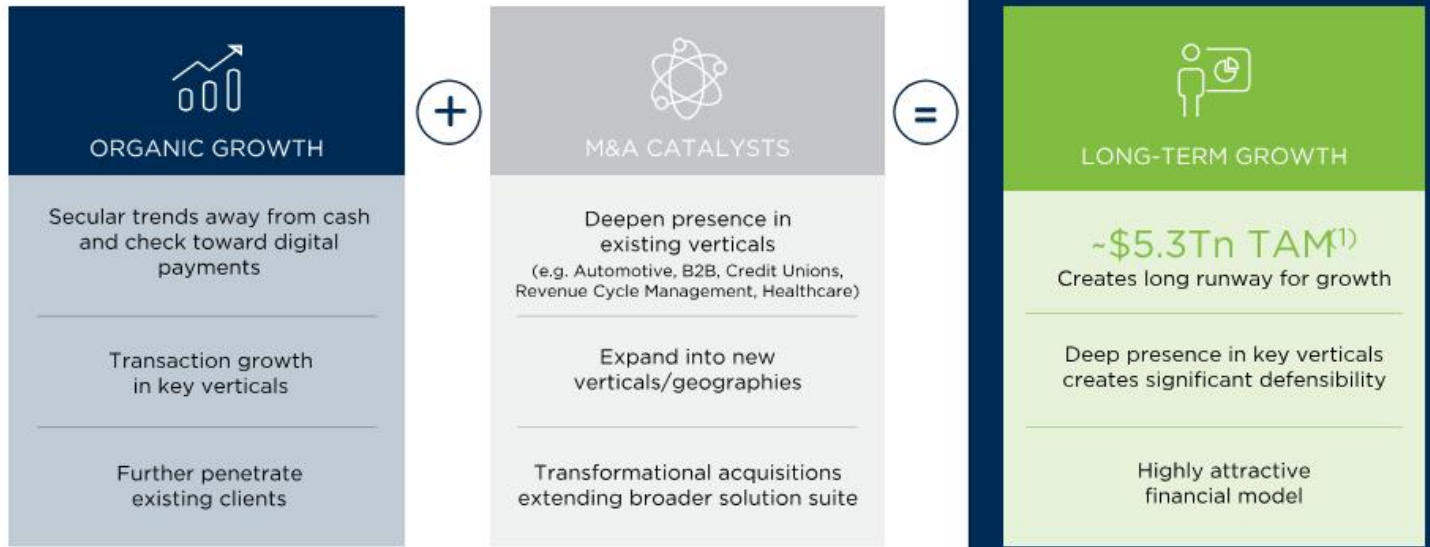 ORGANIC GROWTH
Secular trends away from cash
and check toward digital
payments
Transaction growth
in key verticals
Further penetrate
existing clients
+
M&A CATALYSTS
Deepen presence in
existing verticals
(e.g. Automotive, B2B, Credit Unions,
Revenue Cycle Management, Healthcare)
Expand into new
verticals/geographies
Transformational acquisitions
extending broader solution suite
=
LONG-TERM GROWTH
~$5.3Tn TAM(1)
Creates long runway for growth
Deep presence in key verticals
creates significant defensibility
Highly attractive
financial model